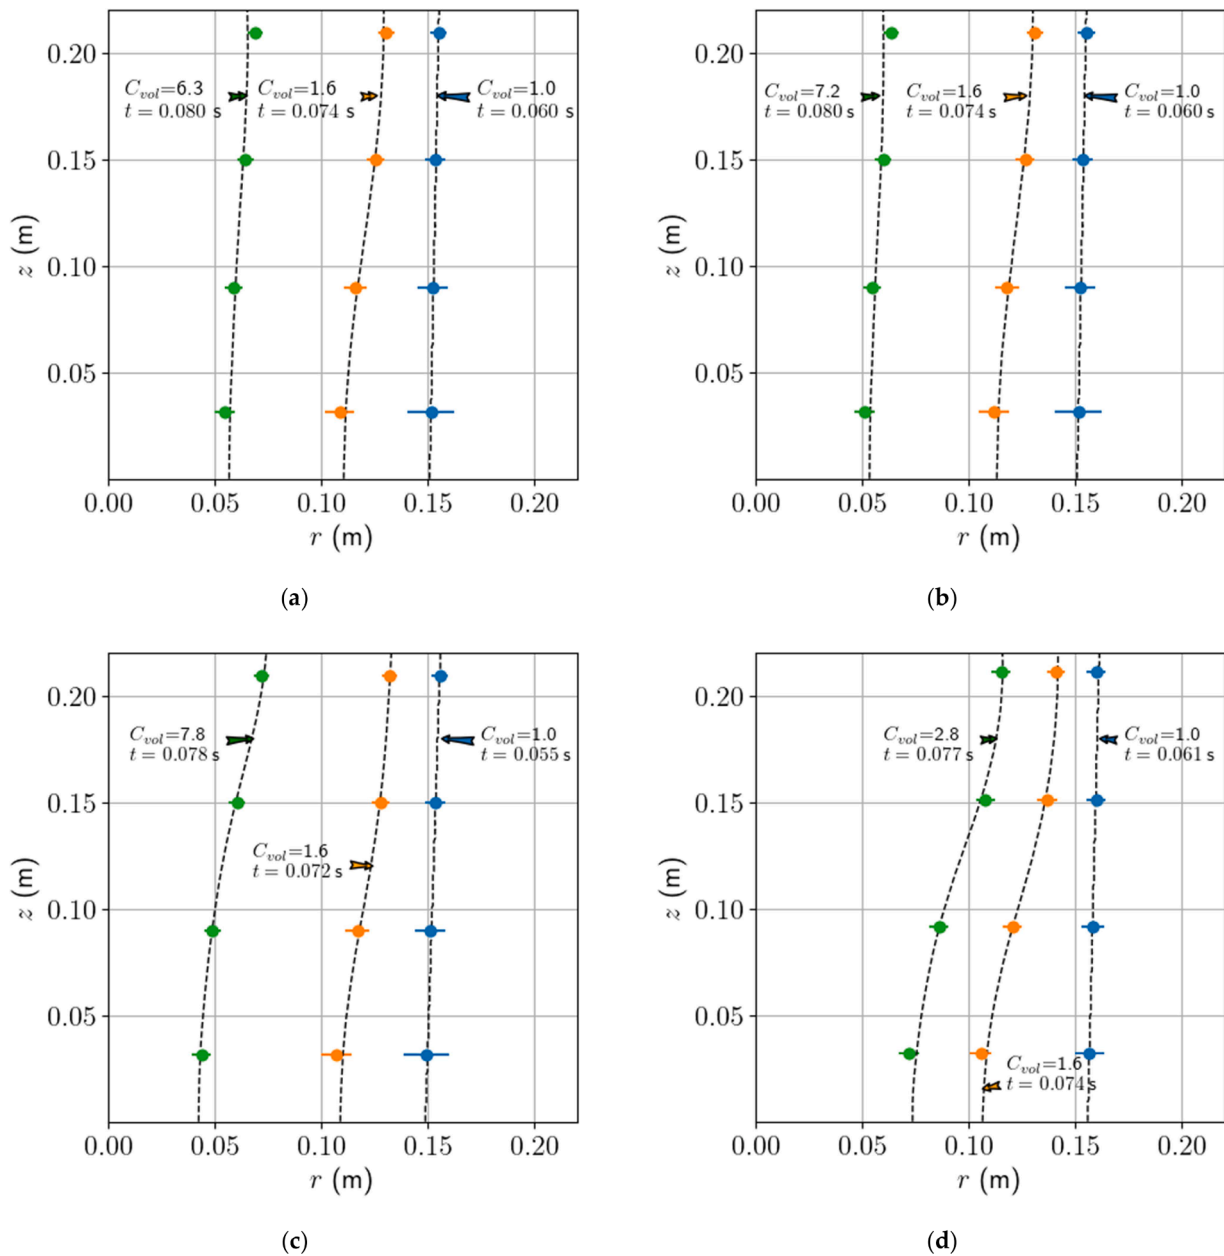 0.20
0.15
0.10
0.05
z (m)
C_vol=6.3
t = 0.080 s
C_vol=1.6
t = 0.074 s
C_vol=1.0
t = 0.060 s
0.00 0.05 0.10 0.15 0.20
r (m)
(a)
0.20
0.15
0.10
0.05
z (m)
C_vol=7.2
t = 0.080 s
C_vol=1.6
t = 0.074 s
C_vol=1.0
t = 0.060 s
0.00 0.05 0.10 0.15 0.20
r (m)
(b)
0.20
0.15
0.10
0.05
z (m)
C_vol=7.8
t = 0.078 s
C_vol=1.0
t = 0.055 s
C_vol=1.6
t = 0.072 s
0.00 0.05 0.10 0.15 0.20
r (m)
(c)
0.20
0.15
0.10
0.05
z (m)
C_vol=2.8
t = 0.077 s
C_vol=1.0
t = 0.061 s
C_vol=1.6
t = 0.074 s
0.00 0.05 0.10 0.15 0.20
r (m)
(d)